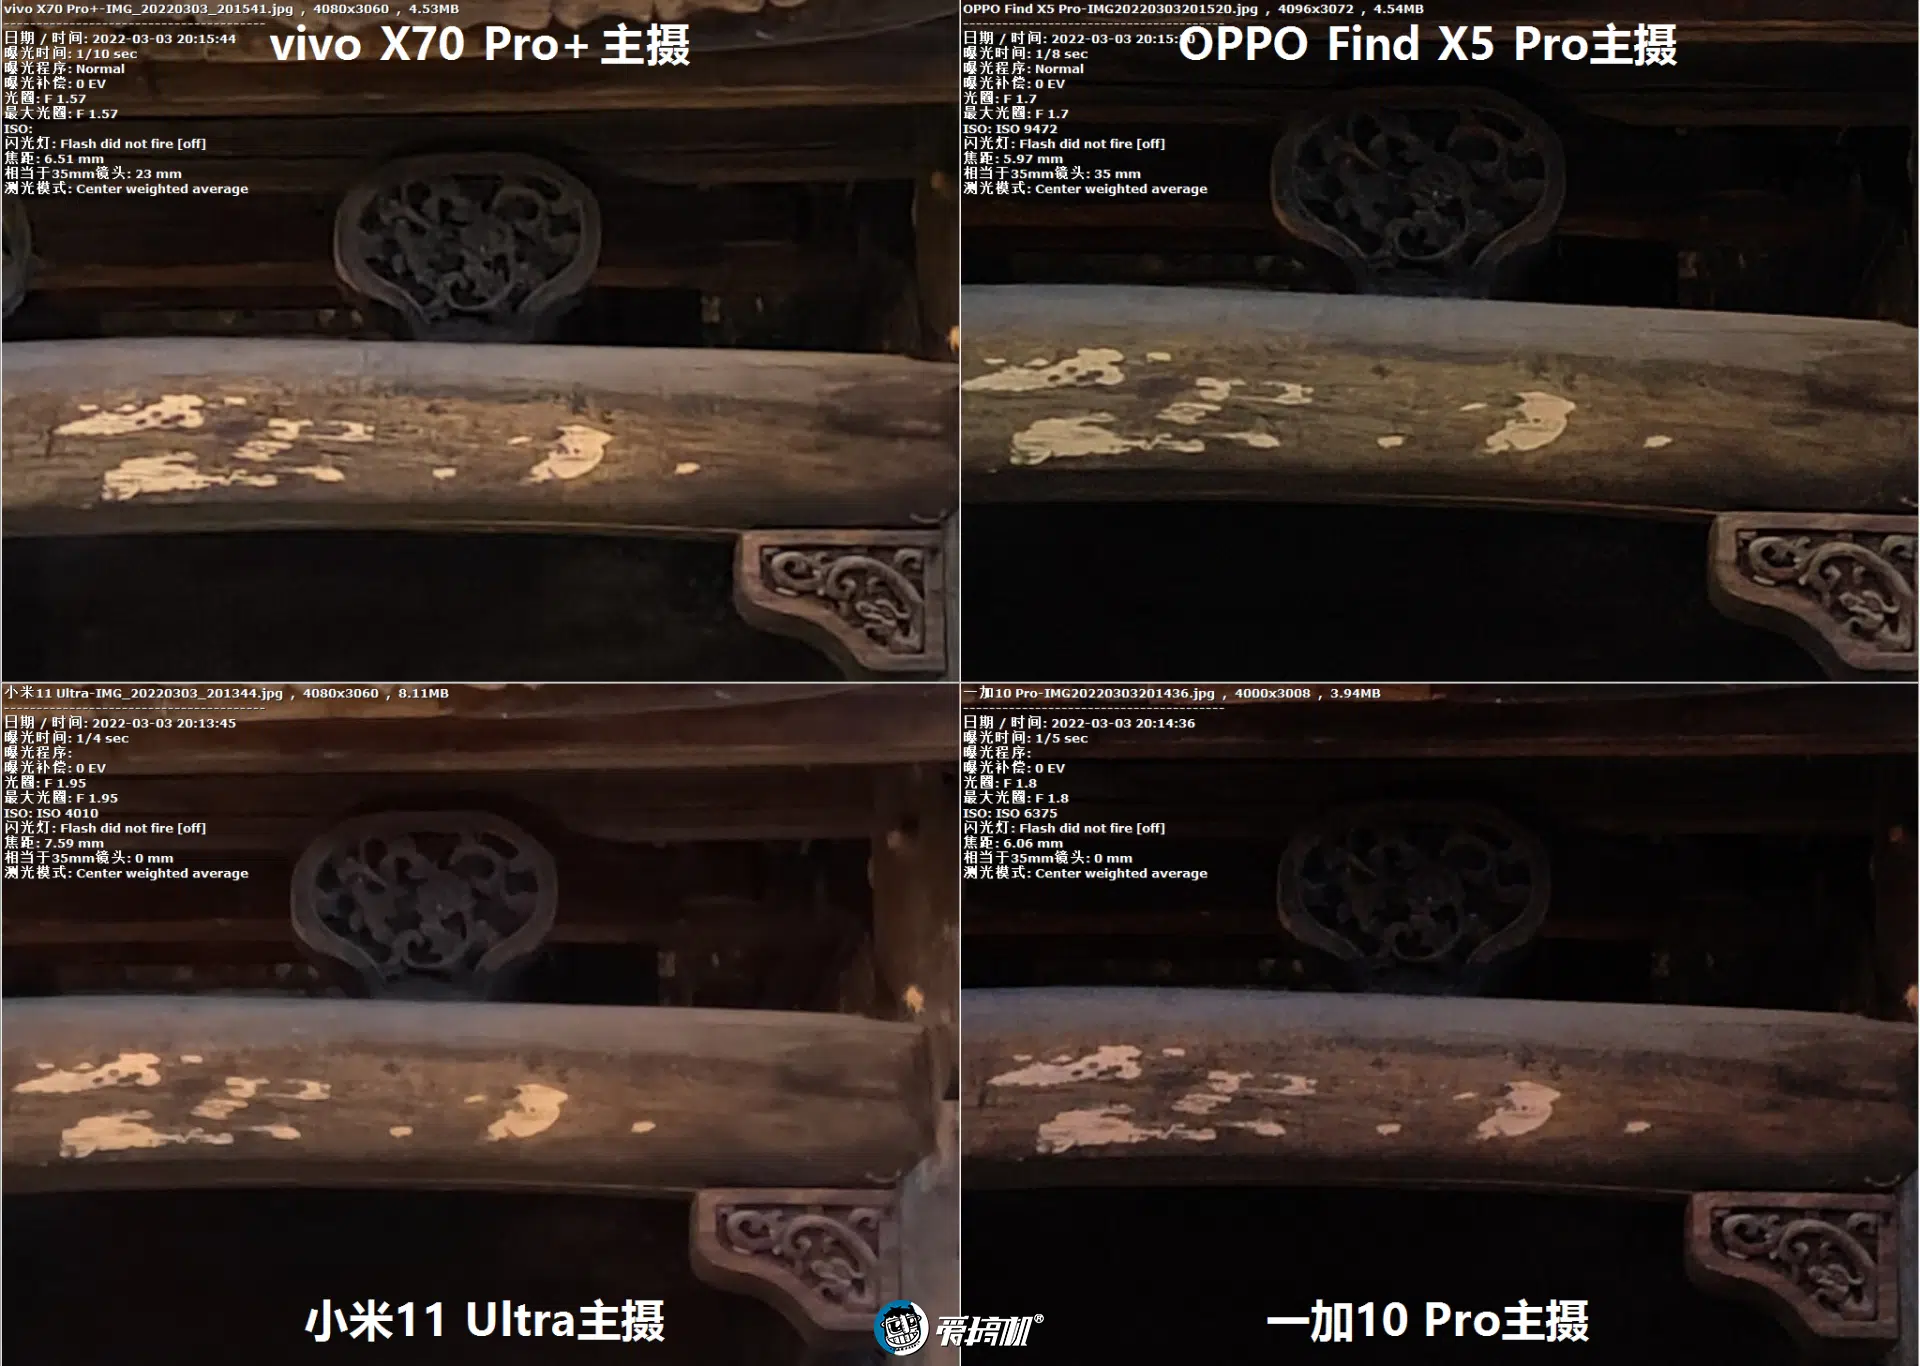 vivo X70 Pro+-IMG_20220303_201541.jpg , 4080x3060 , 4.53MB
----------------------------------------
日期 / 时间: 2022-03-03 20:15:44
曝光时间: 1/10 sec
曝光程序: Normal
曝光补偿: 0 EV
光圈: F 1.57
最大光圈: F 1.57
ISO:
闪光灯: Flash did not fire [off]
焦距: 6.51 mm
相当于35mm镜头: 23 mm
测光模式: Center weighted average
vivo X70 Pro+主摄
OPPO Find X5 Pro-IMG20220303201520.jpg , 4096x3072 , 4.54MB
----------------------------------------
日期 / 时间: 2022-03-03 20:15:
曝光时间: 1/8 sec
曝光程序: Normal
曝光补偿: 0 EV
光圈: F 1.7
最大光圈: F 1.7
ISO: ISO 9472
闪光灯: Flash did not fire [off]
焦距: 5.97 mm
相当于35mm镜头: 35 mm
测光模式: Center weighted average
OPPO Find X5 Pro主摄
小米11 Ultra-IMG_20220303_201344.jpg , 4080x3060 , 8.11MB
----------------------------------------
日期 / 时间: 2022-03-03 20:13:45
曝光时间: 1/4 sec
曝光程序:
曝光补偿: 0 EV
光圈: F 1.95
最大光圈: F 1.95
ISO: ISO 4010
闪光灯: Flash did not fire [off]
焦距: 7.59 mm
相当于35mm镜头: 0 mm
测光模式: Center weighted average
小米11 Ultra主摄
一加10 Pro-IMG20220303201436.jpg , 4000x3008 , 3.94MB
----------------------------------------
日期 / 时间: 2022-03-03 20:14:36
曝光时间: 1/5 sec
曝光程序:
曝光补偿: 0 EV
光圈: F 1.8
最大光圈: F 1.8
ISO: ISO 6375
闪光灯: Flash did not fire [off]
焦距: 6.06 mm
相当于35mm镜头: 0 mm
测光模式: Center weighted average
一加10 Pro主摄
爱搞机®